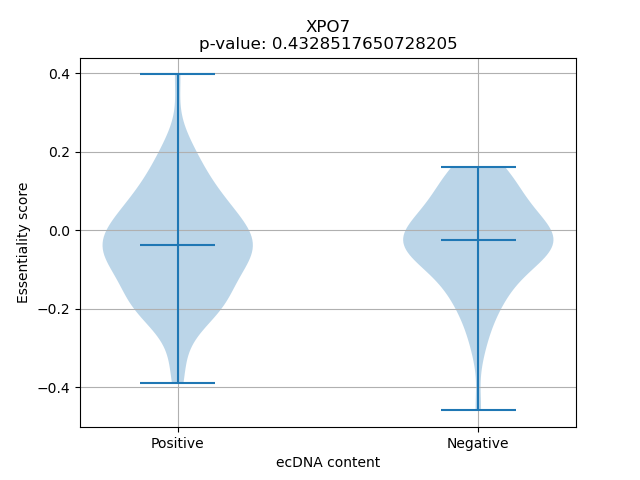 XPO7
p-value: 0.4328517650728205
0.4
0.2
0.0
−0.2
−0.4
Essentiality score
Positive
Negative
ecDNA content